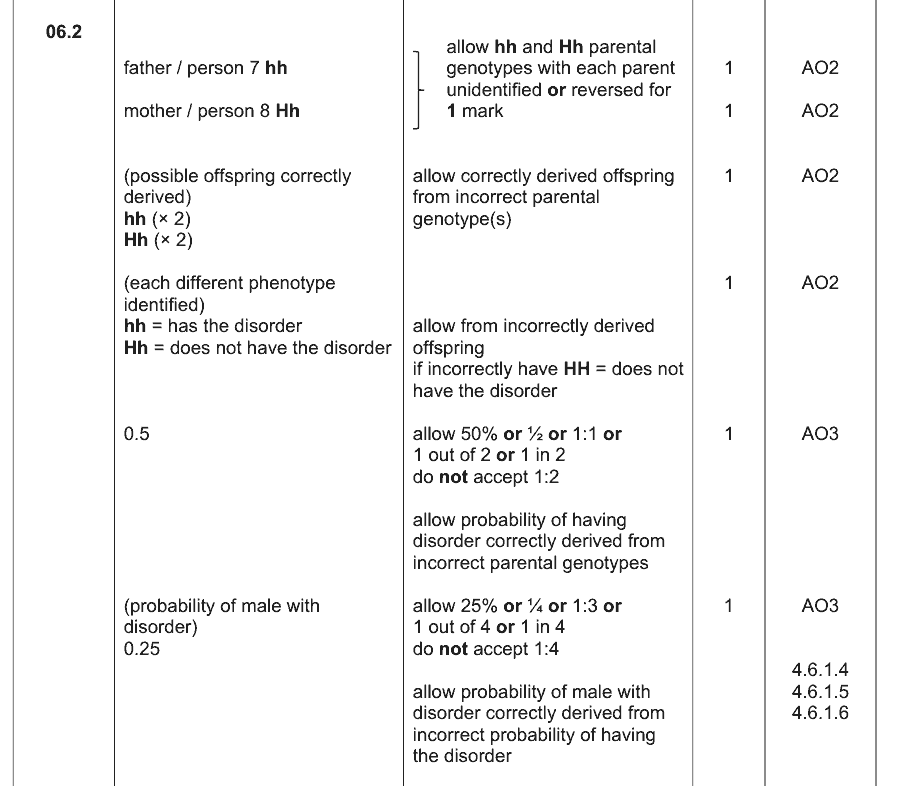 06.2
father / person 7 hh
mother / person 8 Hh
allow hh and Hh parental
genotypes with each parent
unidentified or reversed for
1 mark
1
AO2
1
AO2
(possible offspring correctly
derived)
hh (× 2)
Hh (× 2)
allow correctly derived offspring
from incorrect parental
genotype(s)
1
AO2
(each different phenotype
identified)
hh = has the disorder
Hh = does not have the disorder
allow from incorrectly derived
offspring
if incorrectly have HH = does not
have the disorder
1
AO2
0.5
allow 50% or ½ or 1:1 or
1 out of 2 or 1 in 2
do not accept 1:2
allow probability of having
disorder correctly derived from
incorrect parental genotypes
1
AO3
(probability of male with
disorder)
0.25
allow 25% or ¼ or 1:3 or
1 out of 4 or 1 in 4
do not accept 1:4
allow probability of male with
disorder correctly derived from
incorrect probability of having
the disorder
1
AO3
4.6.1.4
4.6.1.5
4.6.1.6